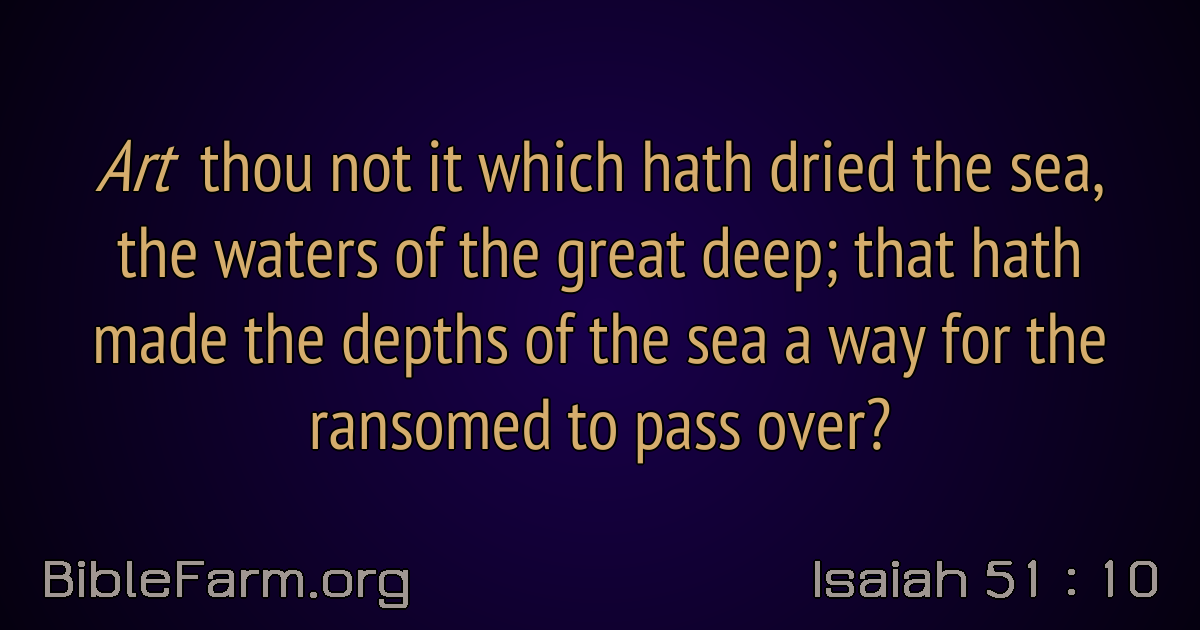 Art thou not it which hath dried the sea,
the waters of the great deep; that hath
made the depths of the sea a way for the
ransomed to pass over?
BibleFarm.org
Isaiah 51 : 10